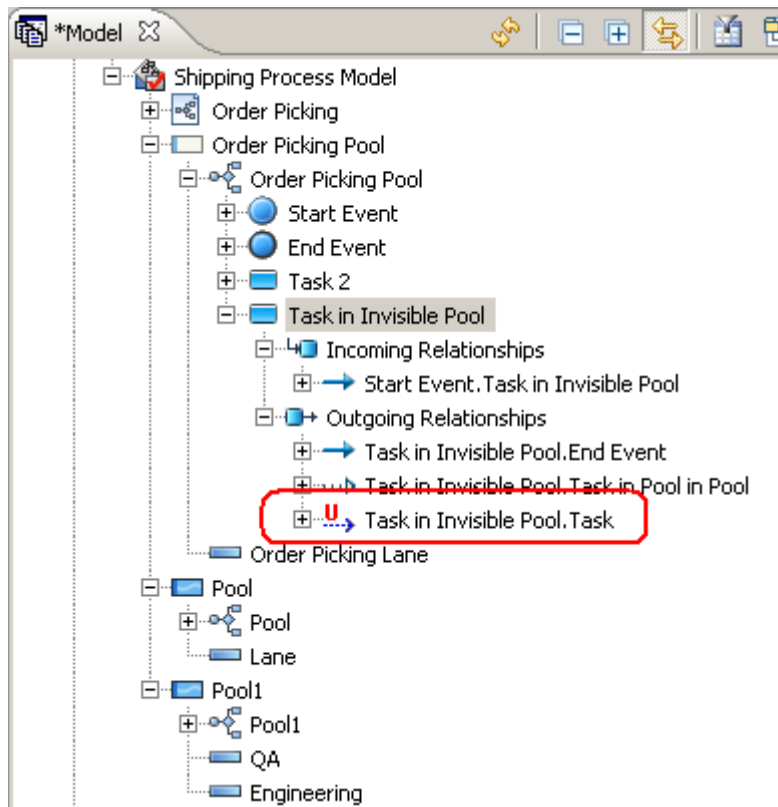 *Model
Shipping Process Model
Order Picking
Order Picking Pool
Order Picking Pool
Start Event
End Event
Task 2
Task in Invisible Pool
Incoming Relationships
Start Event.Task in Invisible Pool
Outgoing Relationships
Task in Invisible Pool.End Event
Task in Invisible Pool.Task in Pool in Pool
U Task in Invisible Pool.Task
Order Picking Lane
Pool
Pool
Lane
Pool1
Pool1
QA
Engineering